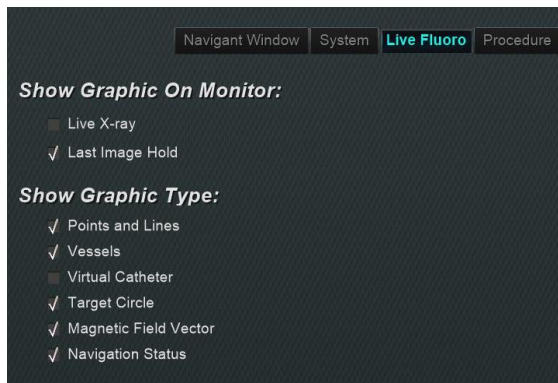 Navigant Window System Live Fluoro Procedure
Show Graphic On Monitor:
Live X-ray
Last Image Hold
Show Graphic Type:
Points and Lines
Vessels
Virtual Catheter
Target Circle
Magnetic Field Vector
Navigation Status